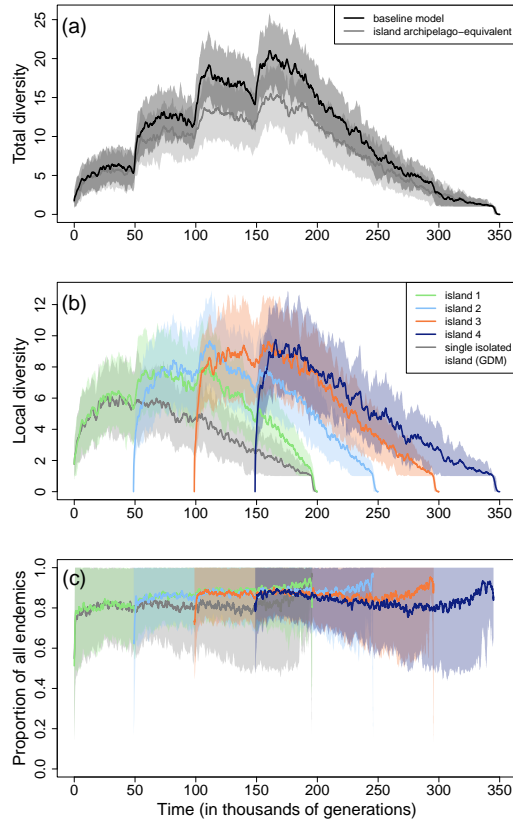 (a)
baseline model
island archipelago−equivalent
Total diversity
25
20
15
10
5
0
0 50 100 150 200 250 300 350
(b)
island 1
island 2
island 3
island 4
single isolated
island (GDM)
Local diversity
12
10
8
6
4
2
0
0 50 100 150 200 250 300 350
(c)
Proportion of all endemics
1.0
0.8
0.6
0.4
0.2
0.0
0 50 100 150 200 250 300 350
Time (in thousands of generations)